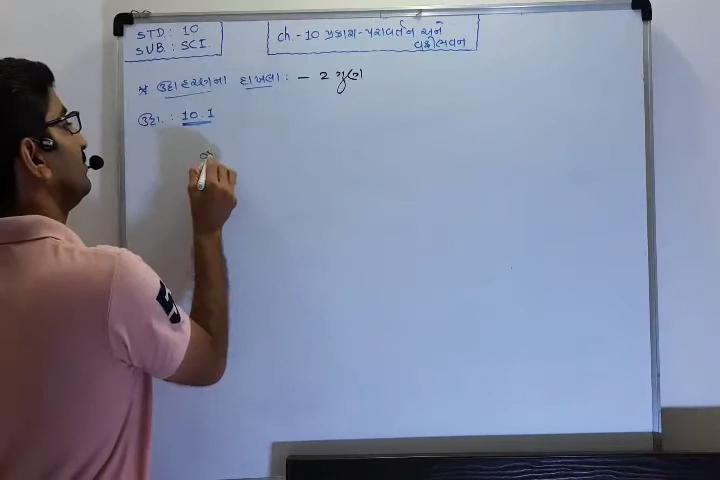 STD. : 10
SUB. : SCI.
ch. - 10 પ્રકાશ - પરાવર્તન અને
વક્રીભવન
* ઉદાહરણના દાખલા : - 2 ગુણ
ઉદા. : 10.1